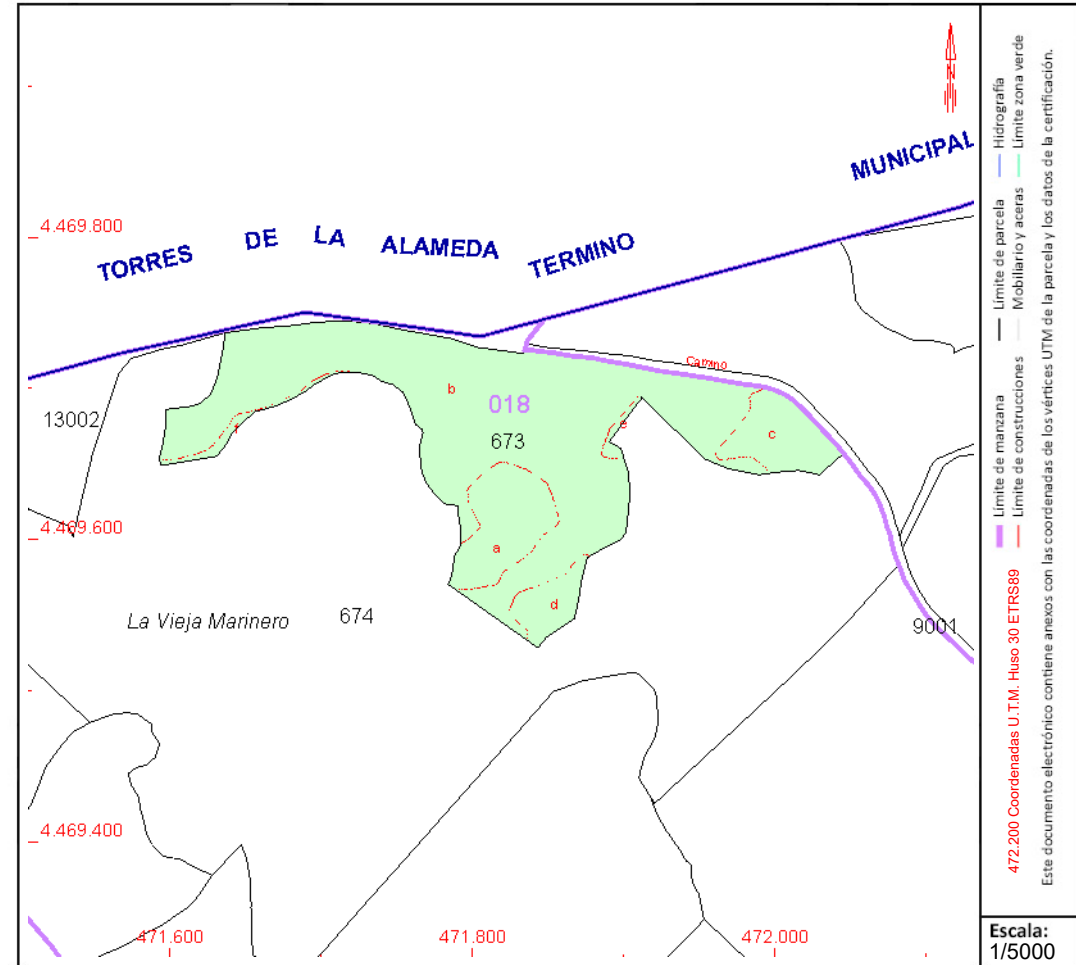 N
MUNICIPAL
4.469.800
TORRES DE LA ALAMEDA TERMINO
Camino
b
018
13002
f
e
c
673
4.469.600
a
d
La Vieja Marinero
674
9001
4.469.400
471.600
471.800
472.000
472.200 Coordenadas U.T.M. Huso 30 ETRS89
Límite de manzana
Límite de parcela
Hidrografía
Límite de construcciones
Mobiliario y aceras
Límite zona verde
Este documento electrónico contiene anexos con las coordenadas de los vértices UTM de la parcela y los datos de la certificación.
Escala:
1/5000